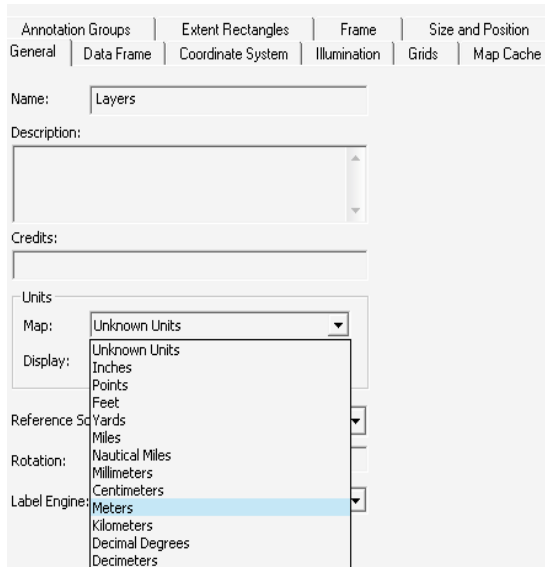 Annotation Groups Extent Rectangles Frame Size and Position
General Data Frame Coordinate System Illumination Grids Map Cache
Name: Layers
Description:
Credits:
Units
Map: Unknown Units
Unknown Units
Display:
Inches
Points
Feet
Reference Sc
Yards
Miles
Rotation:
Nautical Miles
Millimeters
Centimeters
Label Engine:
Meters
Kilometers
Decimal Degrees
Decimeters